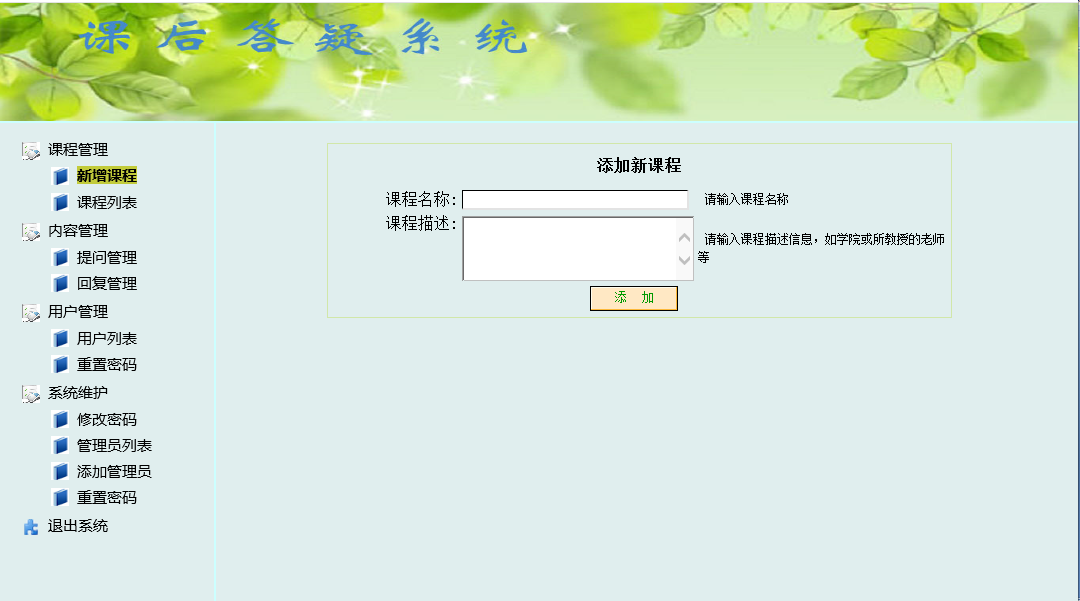 课后答疑系统
课程管理
新增课程
课程列表
内容管理
提问管理
回复管理
用户管理
用户列表
重置密码
系统维护
修改密码
管理员列表
添加管理员
重置密码
退出系统
添加新课程
课程名称： 请输入课程名称
课程描述： 请输入课程描述信息，如学院或所教授的老师
等
添 加